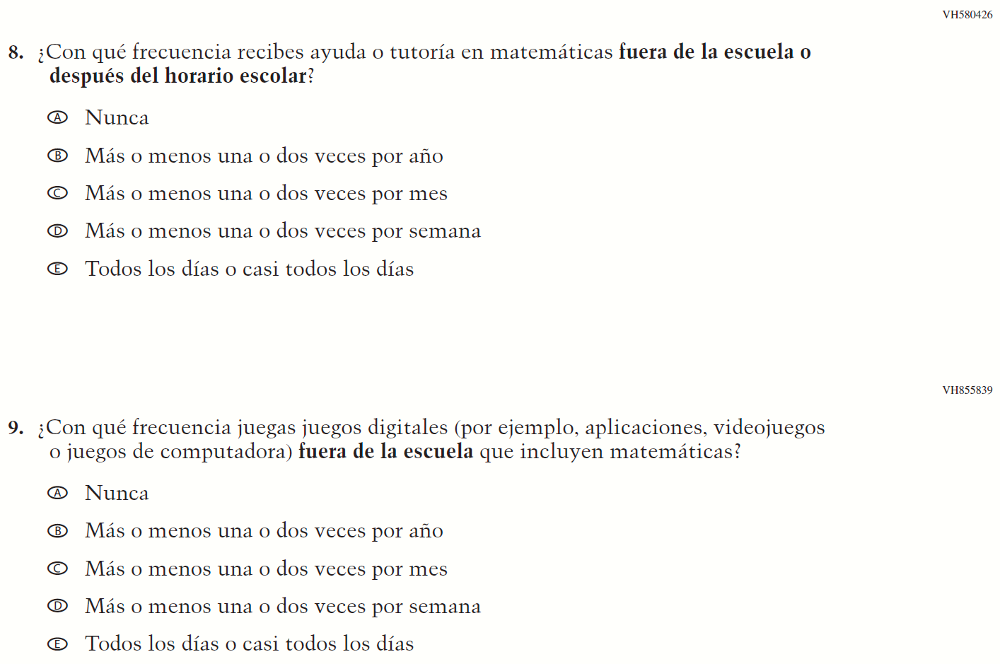 VH580426
8. ¿Con qué frecuencia recibes ayuda o tutoría en matemáticas fuera de la escuela o
después del horario escolar?
A Nunca
B Más o menos una o dos veces por año
C Más o menos una o dos veces por mes
D Más o menos una o dos veces por semana
E Todos los días o casi todos los días
VH855839
9. ¿Con qué frecuencia juegas juegos digitales (por ejemplo, aplicaciones, videojuegos
o juegos de computadora) fuera de la escuela que incluyen matemáticas?
A Nunca
B Más o menos una o dos veces por año
C Más o menos una o dos veces por mes
D Más o menos una o dos veces por semana
E Todos los días o casi todos los días